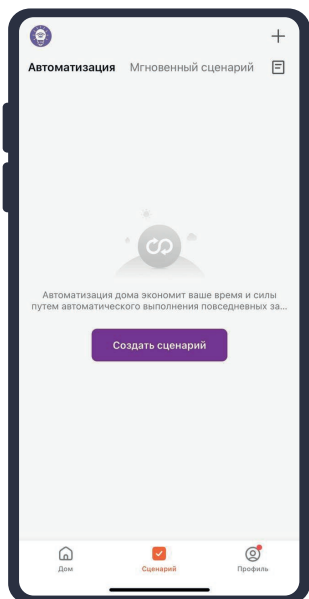 Автоматизация Мгновенный сценарий
Автоматизация дома экономит ваше время и силы
путем автоматического выполнения повседневных за...
Создать сценарий
Дом Сценарий Профиль